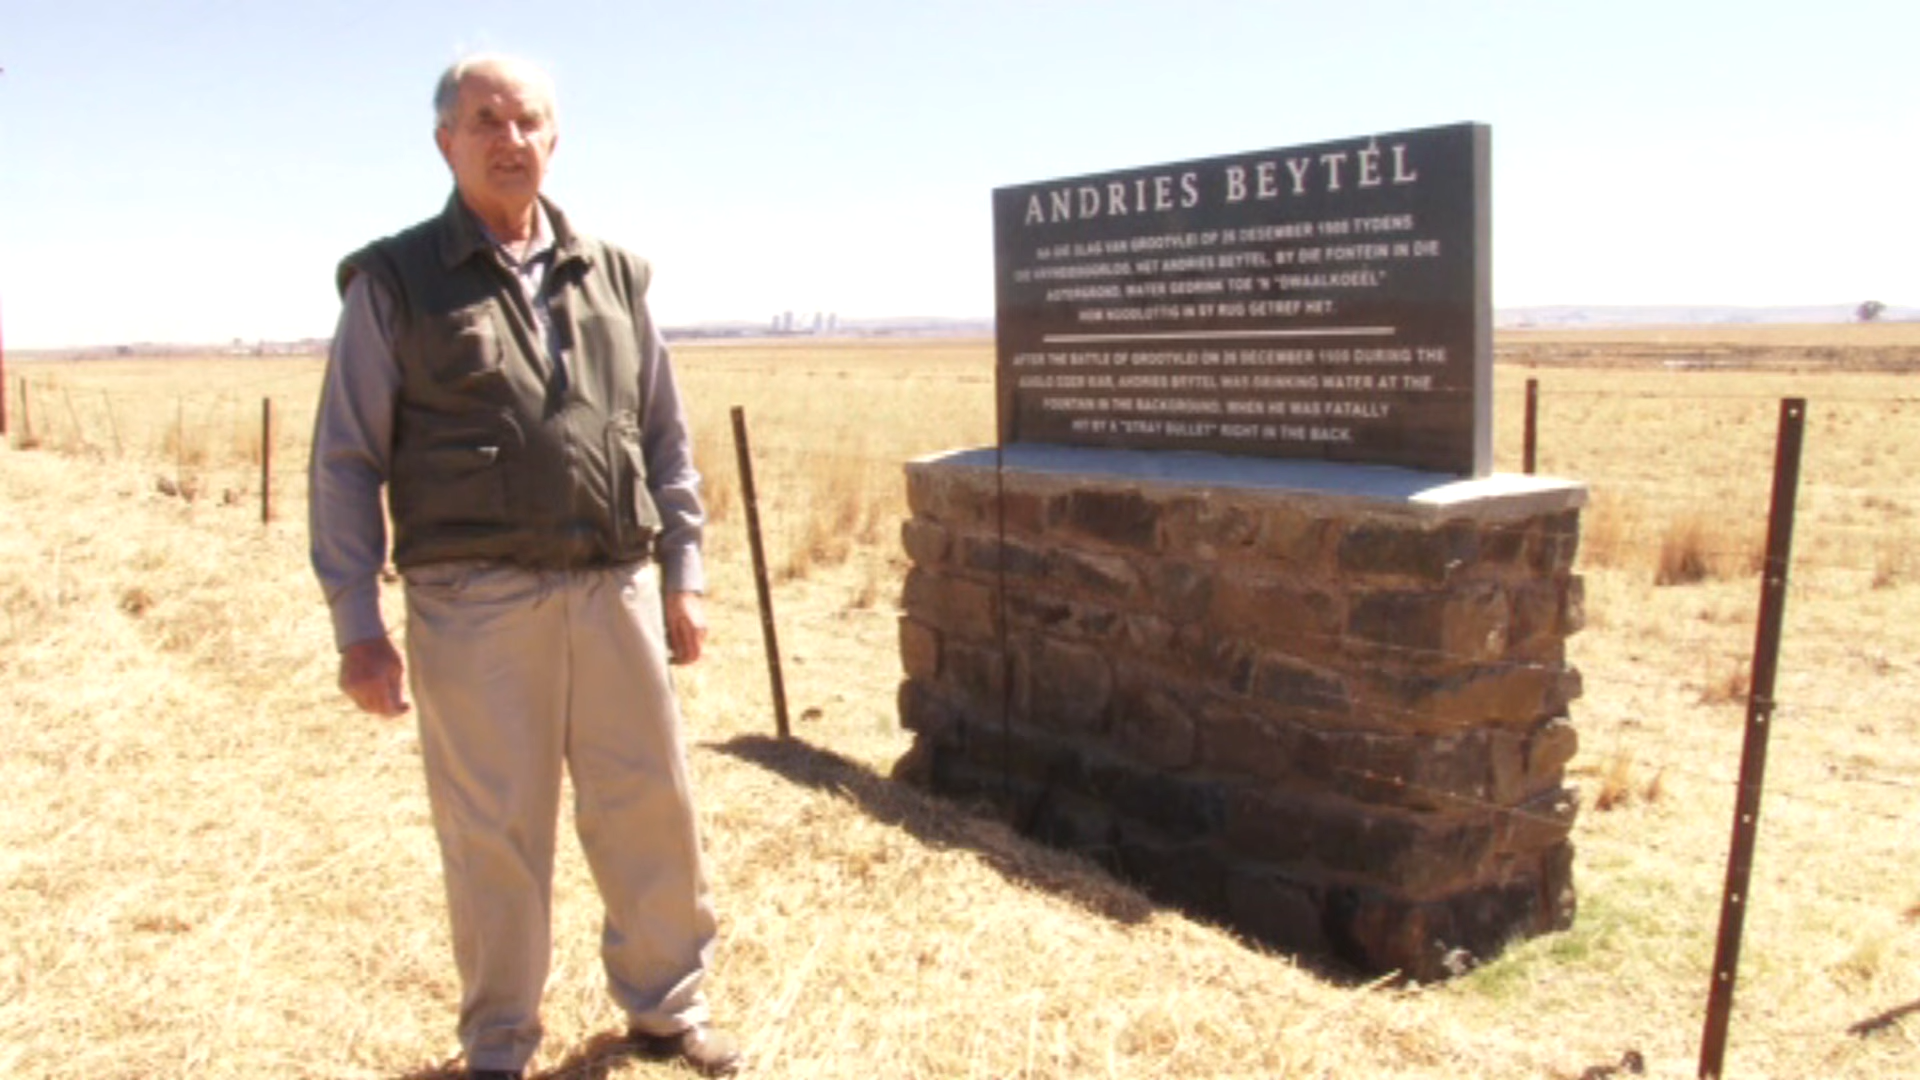 ANDRIES BEYTÉL
NA DIE SLAG VAN GROOTVLEI OP 26 DESEMBER 1900 TYDENS
DIE HET ANDRIES BEYTEL, BY DIE FONTEIN IN DIE
AGTERGROND, WATER GEDRINK TOE 'N "DWAALKOEËL"
HOM NOODLOTTIG IN SY RUG GETREF HET.
AFTER THE BATTLE OF GROOTVLEI ON 26 DECEMBER 1900 DURING THE
ANGLO BOER WAR, ANDRIES BEYTEL WAS DRINKING WATER AT THE
FOUNTAIN IN THE BACKGROUND, WHEN HE WAS FATALLY
HIT BY A "STRAY BULLET" RIGHT IN THE BACK.